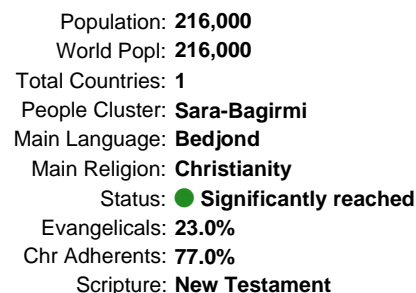 Population: 216,000
World Popl: 216,000
Total Countries: 1
People Cluster: Sara-Bagirmi
Main Language: Bedjond
Main Religion: Christianity
Status: Significantly reached
Evangelicals: 23.0%
Chr Adherents: 77.0%
Scripture: New Testament